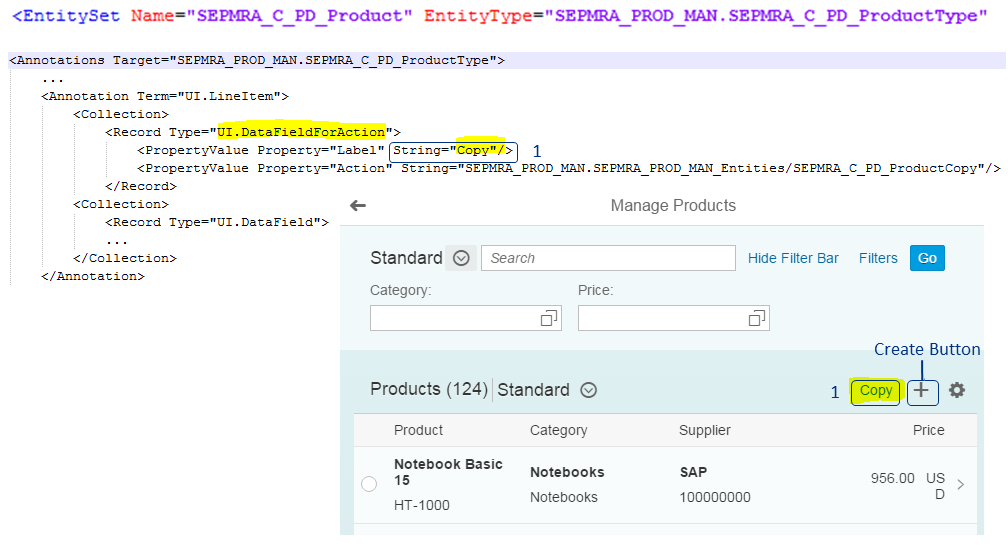 <EntitySet Name="SEPMRA_C_PD_Product" EntityType="SEPMRA_PROD_MAN.SEPMRA_C_PD_ProductType"
<Annotations Target="SEPMRA_PROD_MAN.SEPMRA_C_PD_ProductType">
...
<Annotation Term="UI.LineItem">
<Collection>
<Record Type="UI.DataFieldForAction">
<PropertyValue Property="Label" String="Copy"/> 1
<PropertyValue Property="Action" String="SEPMRA_PROD_MAN.SEPMRA_PROD_MAN_Entities/SEPMRA_C_PD_ProductCopy"/>
</Record>
<Collection>
<Record Type="UI.DataField">
...
</Collection>
</Annotation>
Manage Products
Standard Search Hide Filter Bar Filters Go
Category: Price:
Create Button
Products (124) Standard 1 Copy
Product Category Supplier Price
Notebook Basic
15
Notebooks SAP
956.00 US
D
HT-1000 Notebooks 100000000